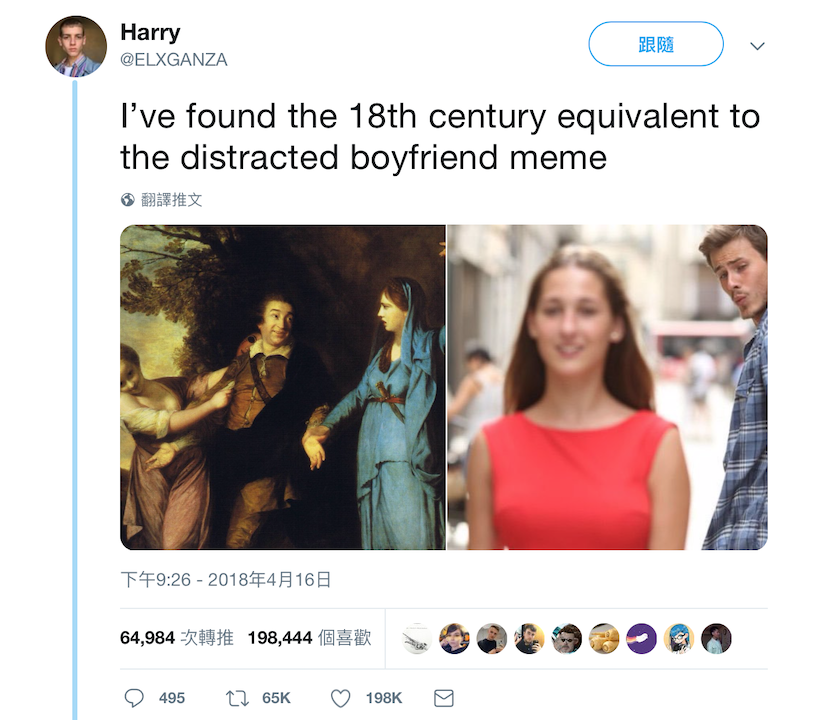 Harry
@ELXGANZA
跟隨
I’ve found the 18th century equivalent to
the distracted boyfriend meme
翻譯推文
下午9:26 - 2018年4月16日
64,984 次轉推 198,444 個喜歡
495 65K 198K